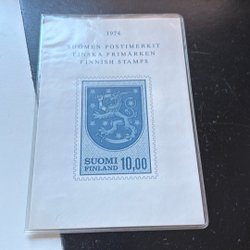 1974
SUOMEN POSTIMERKIT
FINSKA FRIMÄRKEN
FINNISH STAMPS
SUOMI
FINLAND
10,00